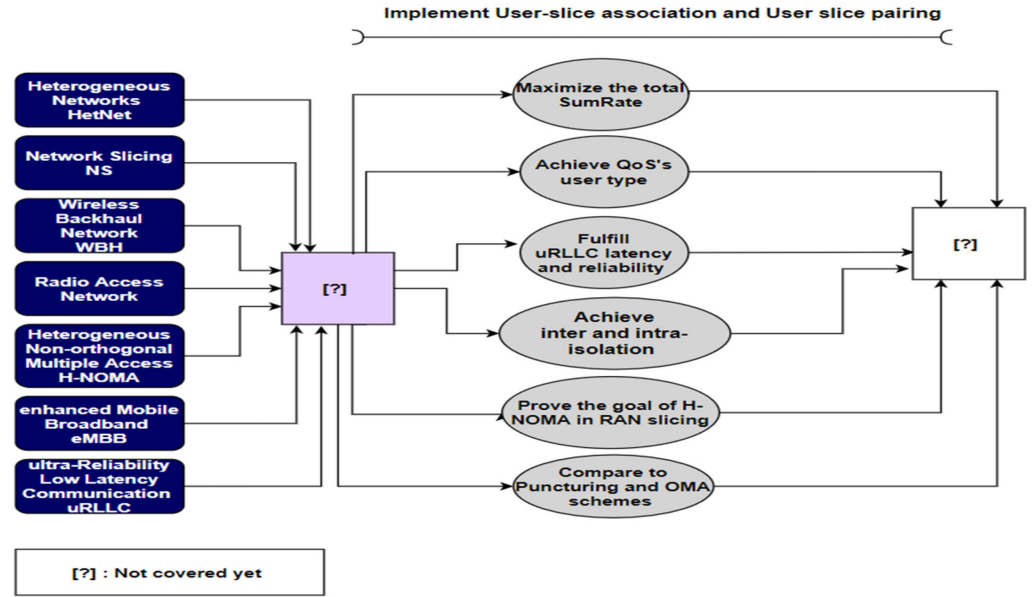 Implement User-slice association and User slice pairing
Heterogeneous
Networks
HetNet
Network Slicing
NS
Wireless
Backhaul
Network
WBH
Radio Access
Network
Heterogeneous
Non-orthogonal
Multiple Access
H-NOMA
enhanced Mobile
Broadband
eMBB
ultra-Reliability
Low Latency
Communication
uRLLC
[?]
Maximize the total
SumRate
Achieve QoS's
user type
Fulfill
uRLLC latency
and reliability
Achieve
inter and intra-
isolation
Prove the goal of H-
NOMA in RAN slicing
Compare to
Puncturing and OMA
schemes
[?]
[?] : Not covered yet